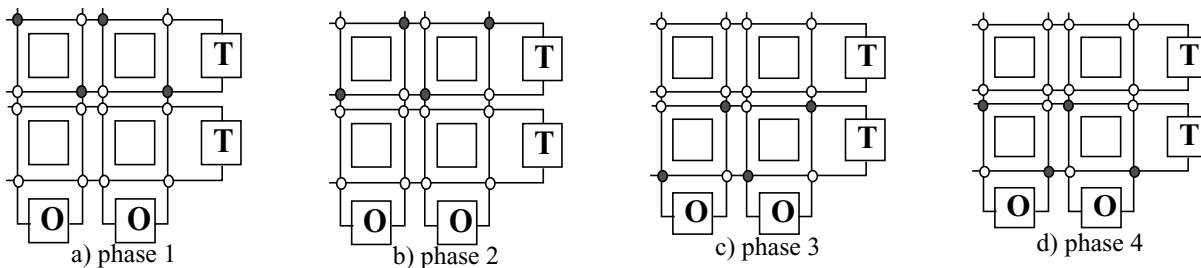 T T T T
T T T T
O O O O O O O O
a) phase 1 b) phase 2 c) phase 3 d) phase 4